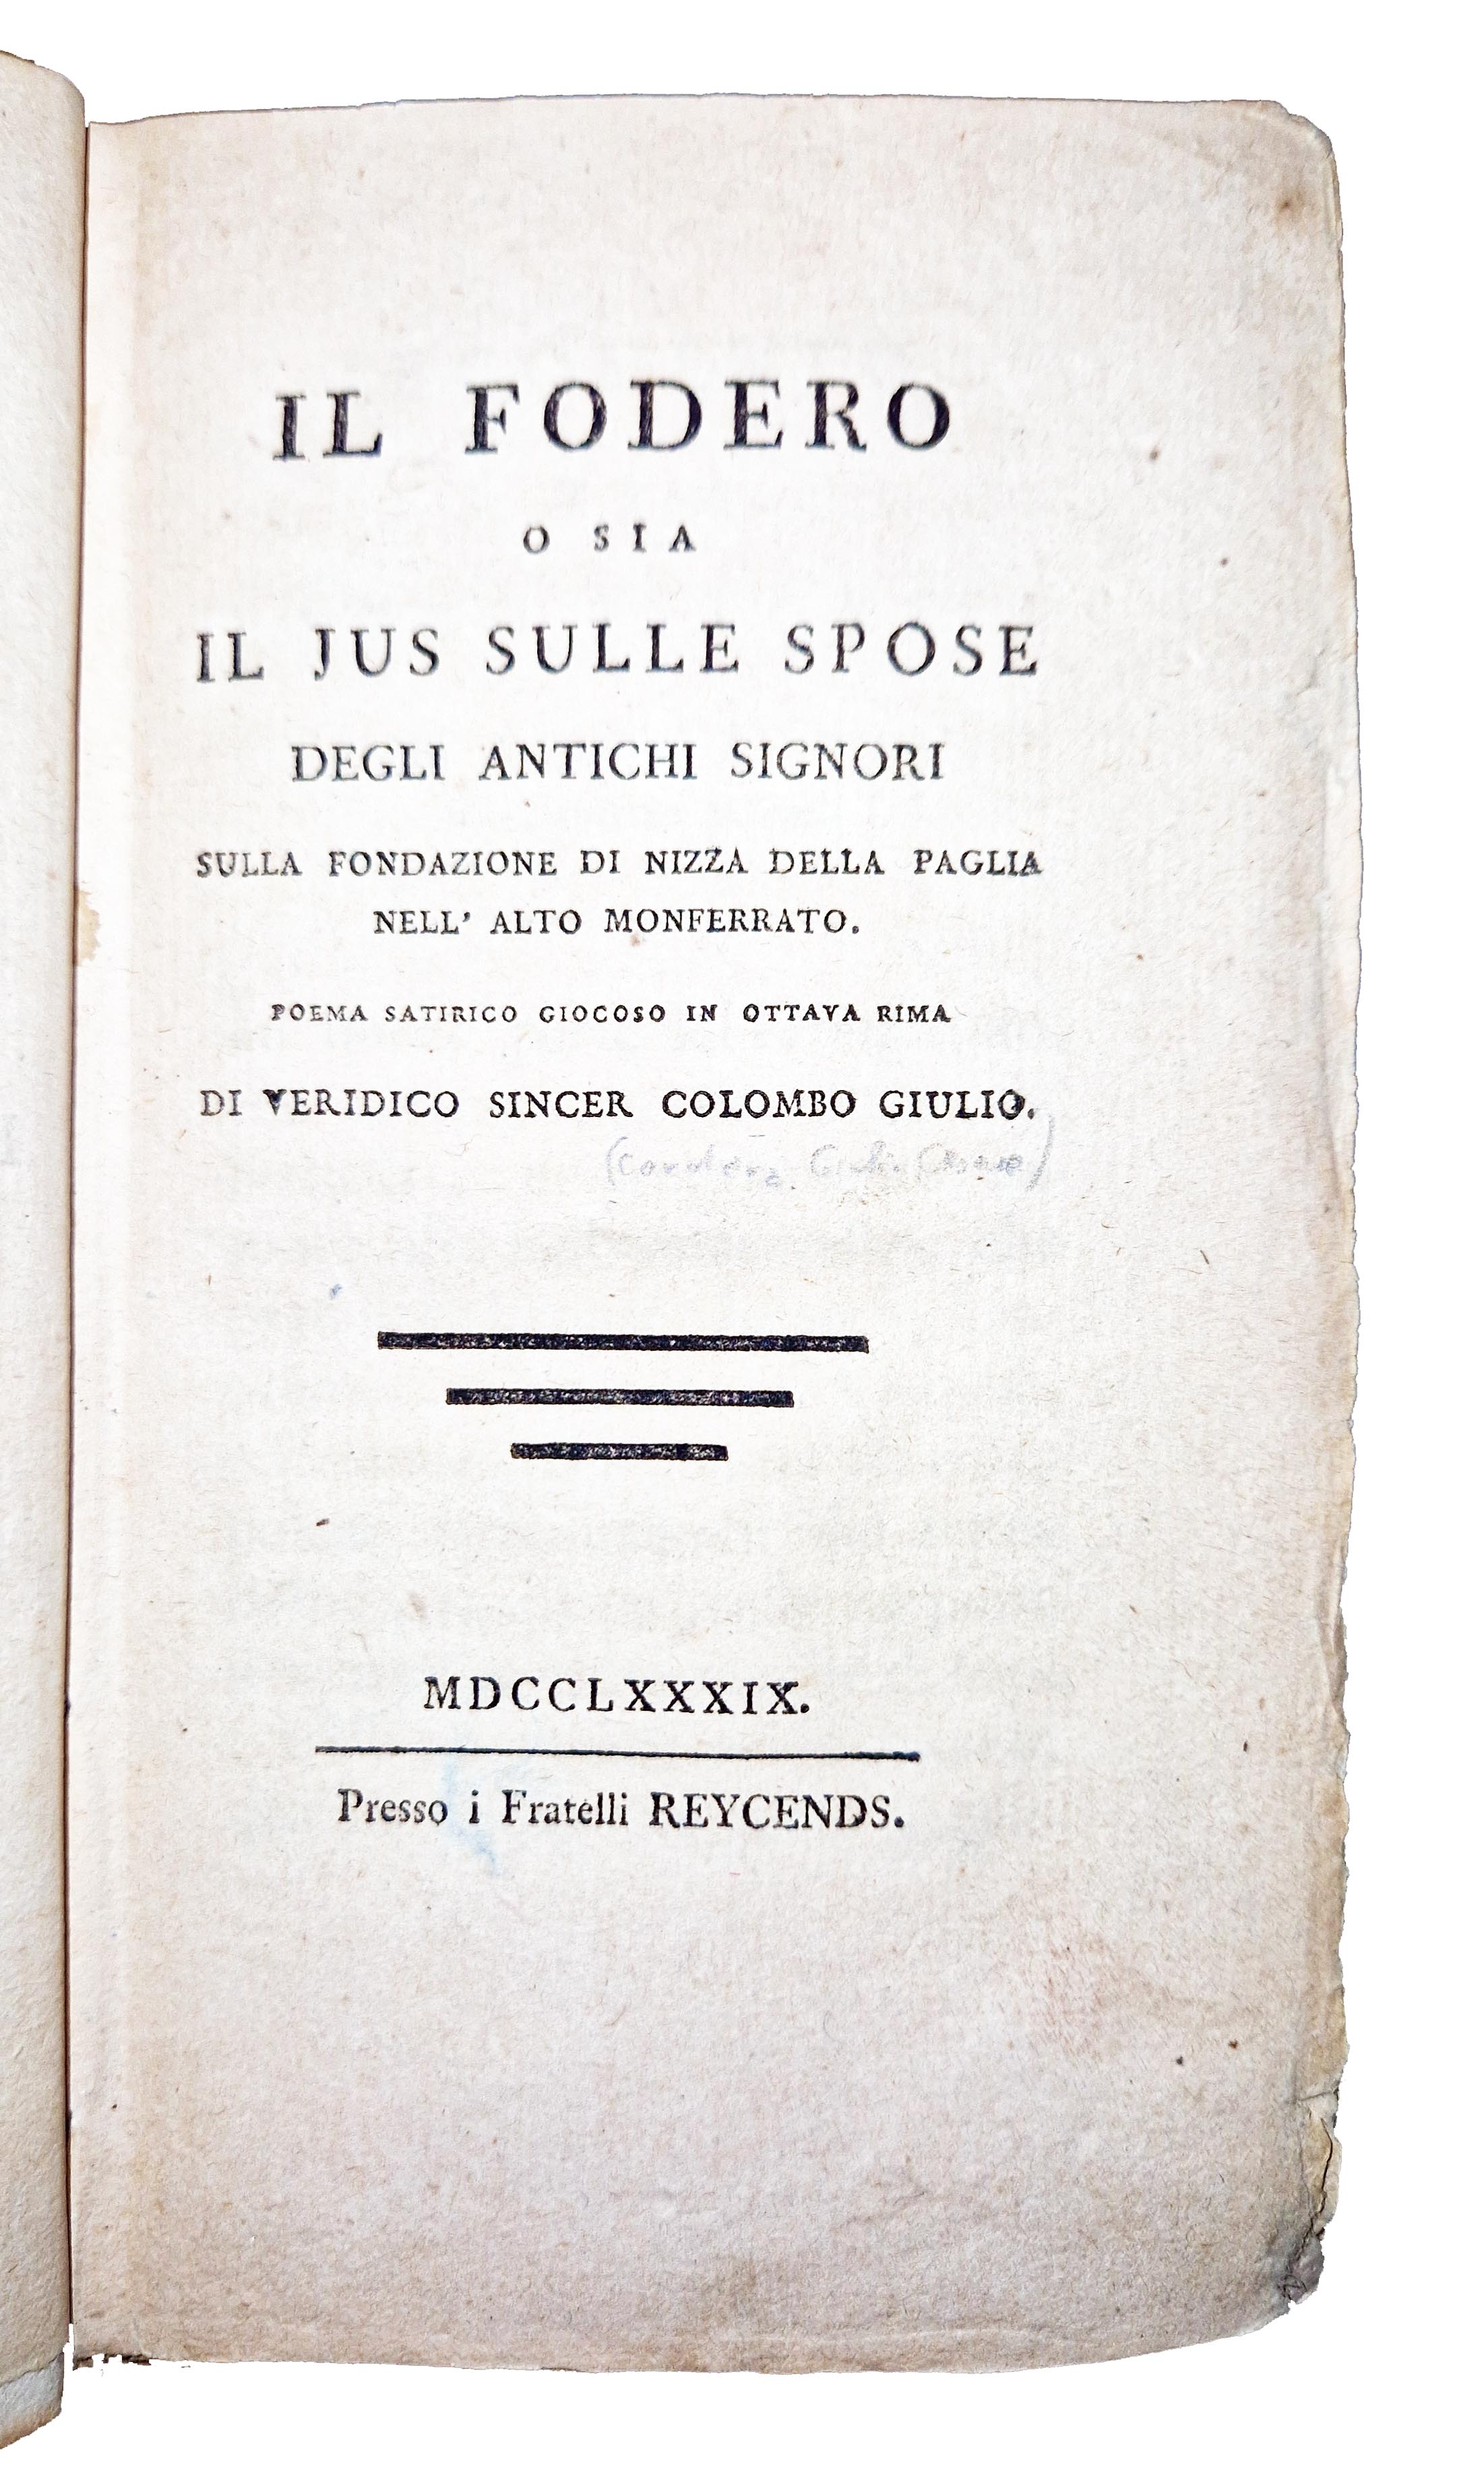 IL FODERO
O SIA
IL JUS SULLE SPOSE
DEGLI ANTICHI SIGNORI
SULLA FONDAZIONE DI NIZZA DELLA PAGLIA
NELL' ALTO MONFERRATO.
POEMA SATIRICO GIOCOSO IN OTTAVA RIMA
DI VERIDICO SINCER COLOMBO GIULIO.
MDCCLXXXIX.
Presso i Fratelli REYCENDS.